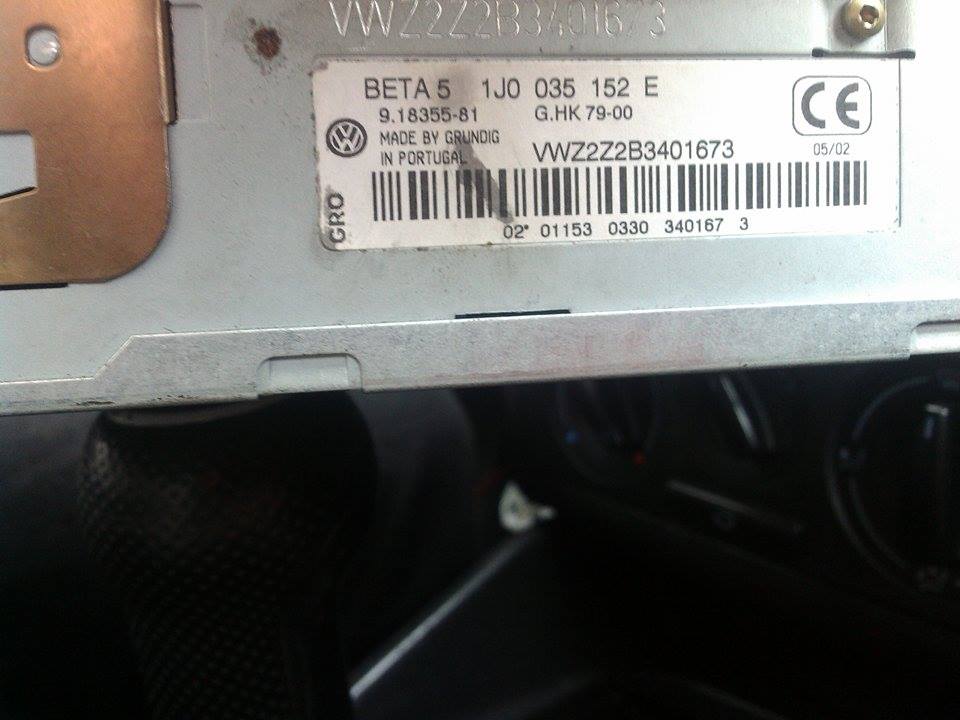 VWZ2Z2B3401673
BETA 5 1J0 035 152 E
9.18355-81 G.HK 79-00
MADE BY GRUNDIG
IN PORTUGAL VWZ2Z2B3401673
CE
05/02
GRO
02* 01153 0330 340167 3